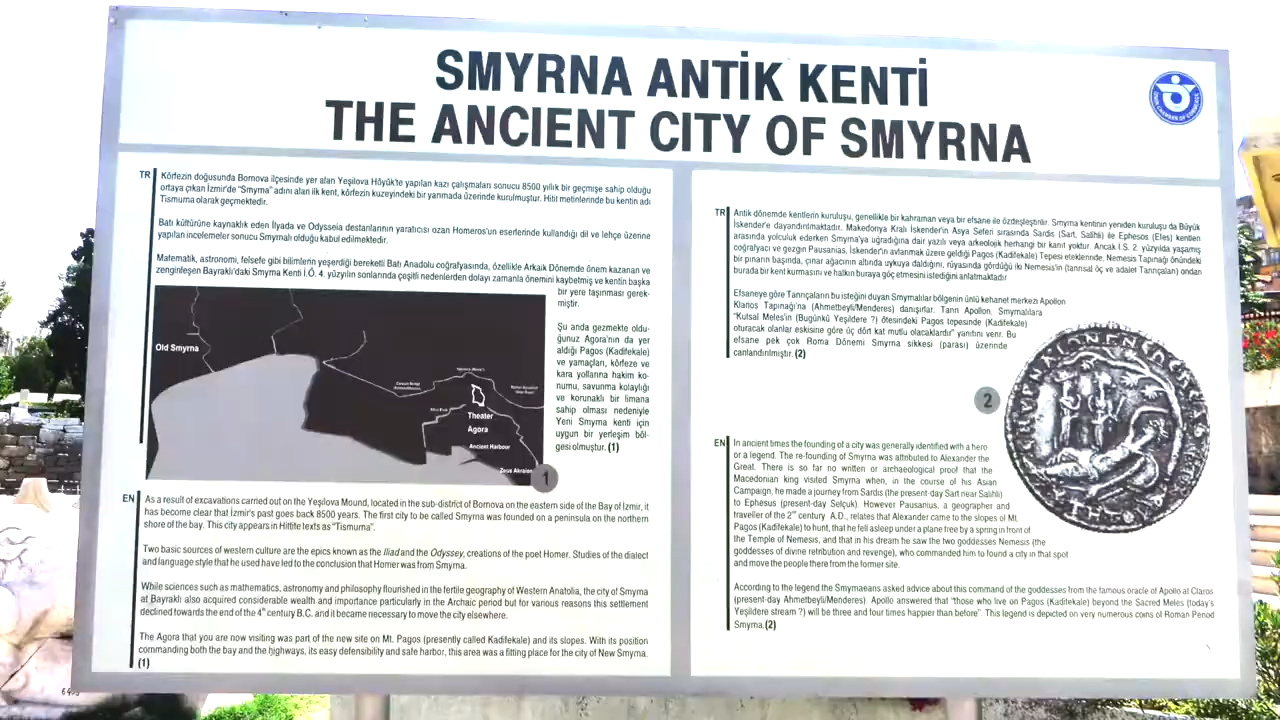 SMYRNA ANTİK KENTİ
THE ANCIENT CITY OF SMYRNA
TR
Körfezin doğusunda Bornova ilçesinde yer alan Yeşilova Höyük'te yapılan kazı çalışmaları sonucu 8500 yıllık bir geçmişe sahip olduğu
ortaya çıkan İzmir'de "Smyrna" adını alan ilk kent, körfezin kuzeyindeki bir yarımada üzerinde kurulmuştur. Hitit metinlerinde bu kentin adı
Tismurna olarak geçmektedir.
Batı kültürüne kaynaklık eden İlyada ve Odysseia destanlarının yaratıcısı ozan Homeros'un eserlerinde kullandığı dil ve lehçe üzerine
yapılan incelemeler sonucu Smyrnalı olduğu kabul edilmektedir.
Matematik, astronomi, felsefe gibi bilimlerin yeşerdiği bereketli Batı Anadolu coğrafyasında, özellikle Arkaik Dönemde önem kazanan ve
zenginleşen Bayraklı'daki Smyrna Kenti İ.Ö. 4. yüzyılın sonlarında çeşitli nedenlerden dolayı zamanla önemini kaybetmiş ve kentin başka
bir yere taşınması gerek-
miştir.
Şu anda gezmekte oldu-
ğunuz Agora'nın da yer
aldığı Pagos (Kadifekale)
ve yamaçları, körfeze ve
kara yollarına hakim ko-
numu, savunma kolaylığı
ve korunaklı bir limana
sahip olması nedeniyle
Yeni Smyrna kenti için
uygun bir yerleşim böl-
gesi olmuştur. (1)
Old Smyrna
Theater
Agora
Ancient Harbour
Zeus Akraios
1
EN
As a result of excavations carried out on the Yeşilova Mound, located in the sub-district of Bornova on the eastern side of the Bay of İzmir, it
has become clear that İzmir's past goes back 8500 years. The first city to be called Smyrna was founded on a peninsula on the northern
shore of the bay. This city appears in Hittite texts as "Tismurna".
Two basic sources of western culture are the epics known as the Iliad and the Odyssey, creations of the poet Homer. Studies of the dialect
and language style that he used have led to the conclusion that Homer was from Smyrna.
While sciences such as mathematics, astronomy and philosophy flourished in the fertile geography of Western Anatolia, the city of Smyrna
at Bayraklı also acquired considerable wealth and importance particularly in the Archaic period but for various reasons this settlement
declined towards the end of the 4th century B.C. and it became necessary to move the city elsewhere.
The Agora that you are now visiting was part of the new site on Mt. Pagos (presently called Kadifekale) and its slopes. With its position
commanding both the bay and the highways, its easy defensibility and safe harbor, this area was a fitting place for the city of New Smyrna.
(1)
TR
Antik dönemde kentlerin kuruluşu, genellikle bir kahraman veya bir efsane ile özdeşleştirilir. Smyrna kentinin yeniden kuruluşu da Büyük
İskender'e dayandırılmaktadır. Makedonya Kralı İskender'in Asya Seferi sırasında Sardis (Sart, Salihli) ile Ephesos (Efes) kentleri
arasında yolculuk ederken Smyrna'ya uğradığına dair yazılı veya arkeolojik herhangi bir kanıt yoktur. Ancak İ.S. 2. yüzyılda yaşamış
coğrafyacı ve gezgin Pausanias, İskender'in avlanmak üzere geldiği Pagos (Kadifekale) Tepesi eteklerinde, Nemesis Tapınağı önündeki
bir pınarın başında, çınar ağacının altında uykuya daldığını, rüyasında gördüğü iki Nemesis'in (tanrısal öç ve adalet Tanrıçaları) ondan
burada bir kent kurmasını ve halkın buraya göç etmesini istediğini anlatmaktadır
Efsaneye göre Tanrıçaların bu isteğini duyan Smyrnalılar bölgenin ünlü kehanet merkezi Apollon
Klarios Tapınağı'na (Ahmetbeyli/Menderes) danışırlar. Tanrı Apollon, Smyrnalılara
"Kutsal Meles'in (Bugünkü Yeşildere ?) ötesindeki Pagos tepesinde (Kadifekale)
oturacak olanlar eskisine göre üç dört kat mutlu olacaklardır" yanıtını verir. Bu
efsane pek çok Roma Dönemi Smyrna sikkesi (parası) üzerinde
canlandırılmıştır. (2)
2
EN
In ancient times the founding of a city was generally identified with a hero
or a legend. The re-founding of Smyrna was attributed to Alexander the
Great. There is so far no written or archaeological proof that the
Macedonian king visited Smyrna when, in the course of his Asian
Campaign, he made a journey from Sardis (the present-day Sart near Salihli)
to Ephesus (present-day Selçuk). However Pausanius, a geographer and
traveller of the 2nd century A.D., relates that Alexander came to the slopes of Mt.
Pagos (Kadifekale) to hunt, that he fell asleep under a plane tree by a spring in front of
the Temple of Nemesis, and that in his dream he saw the two goddesses Nemesis (the
goddesses of divine retribution and revenge), who commanded him to found a city in that spot
and move the people there from the former site.
According to the legend the Smyrnaeans asked advice about this command of the goddesses from the famous oracle of Apollo at Claros
(present-day Ahmetbeyli/Menderes) Apollo answered that "those who live on Pagos (Kadifekale) beyond the Sacred Meles (today's
Yeşildere stream ?) will be three and four times happier than before" This legend is depicted on very numerous coins of Roman Period
Smyrna.(2)